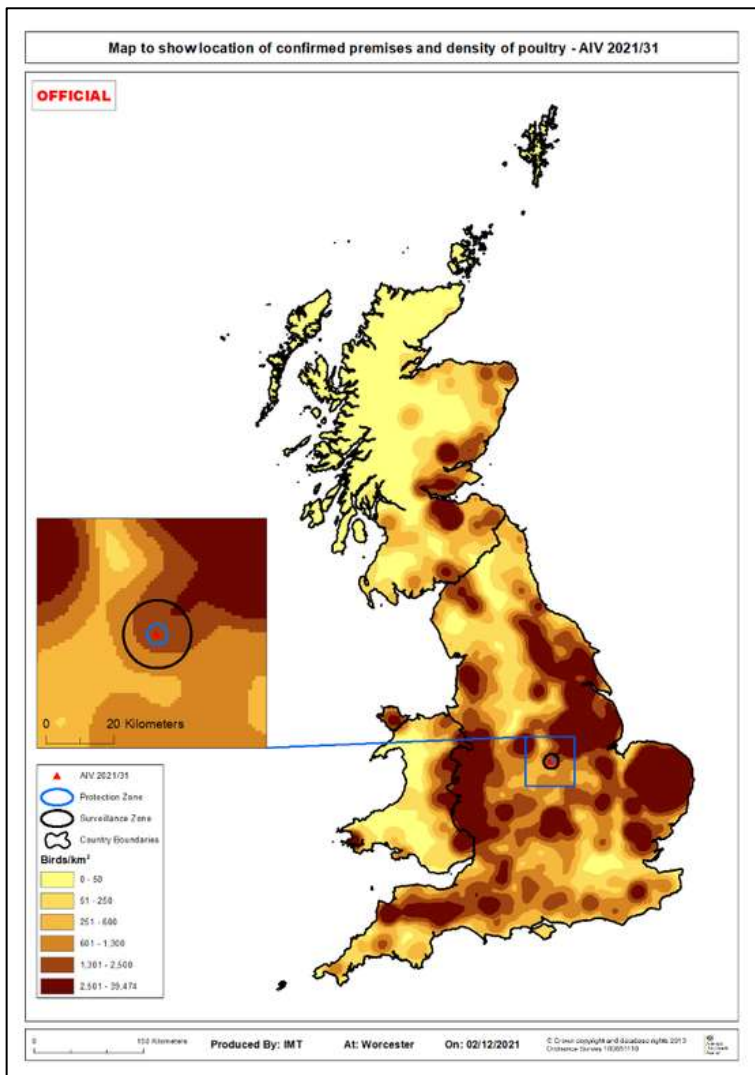 Map to show location of confirmed premises and density of poultry - AIV 2021/31
OFFICIAL
0 20 Kilometers
AIV 2021/31
Protection Zone
Surveillance Zone
Country Boundaries
Birds/km²
0 - 50
51 - 250
251 - 600
601 - 1,300
1,301 - 2,500
2,501 - 39,474
0 150 Kilometers
Produced By: IMT At: Worcester On: 02/12/2021
© Crown copyright and database rights 2013
Ordnance Survey